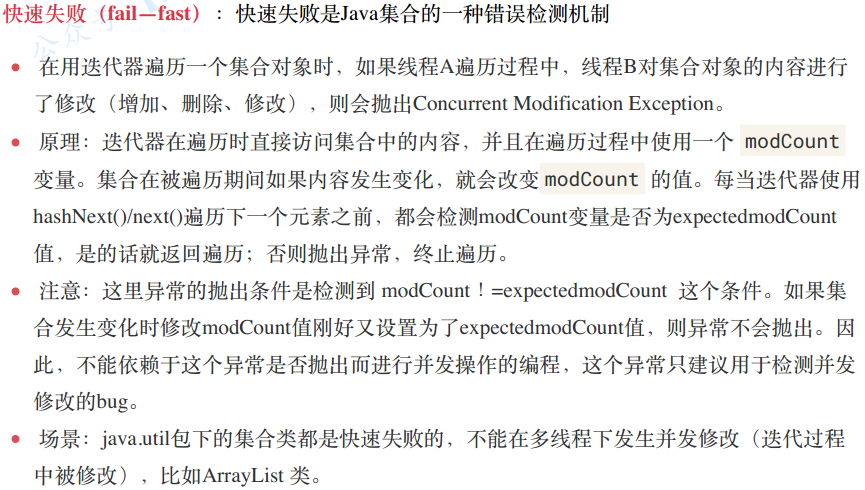 快速失败（fail—fast）：快速失败是Java集合的一种错误检测机制
公众号
• 在用迭代器遍历一个集合对象时，如果线程A遍历过程中，线程B对集合对象的内容进行
了修改（增加、删除、修改），则会抛出Concurrent Modification Exception。
• 原理：迭代器在遍历时直接访问集合中的内容，并且在遍历过程中使用一个 modCount
变量。集合在被遍历期间如果内容发生变化，就会改变 modCount 的值。每当迭代器使用
hashNext()/next()遍历下一个元素之前，都会检测modCount变量是否为expectedmodCount
值，是的话就返回遍历；否则抛出异常，终止遍历。
• 注意：这里异常的抛出条件是检测到 modCount！=expectedmodCount 这个条件。如果集
合发生变化时修改modCount值刚好又设置为了expectedmodCount值，则异常不会抛出。因
此，不能依赖于这个异常是否抛出而进行并发操作的编程，这个异常只建议用于检测并发
修改的bug。
• 场景：java.util包下的集合类都是快速失败的，不能在多线程下发生并发修改（迭代过程
中被修改），比如ArrayList 类。